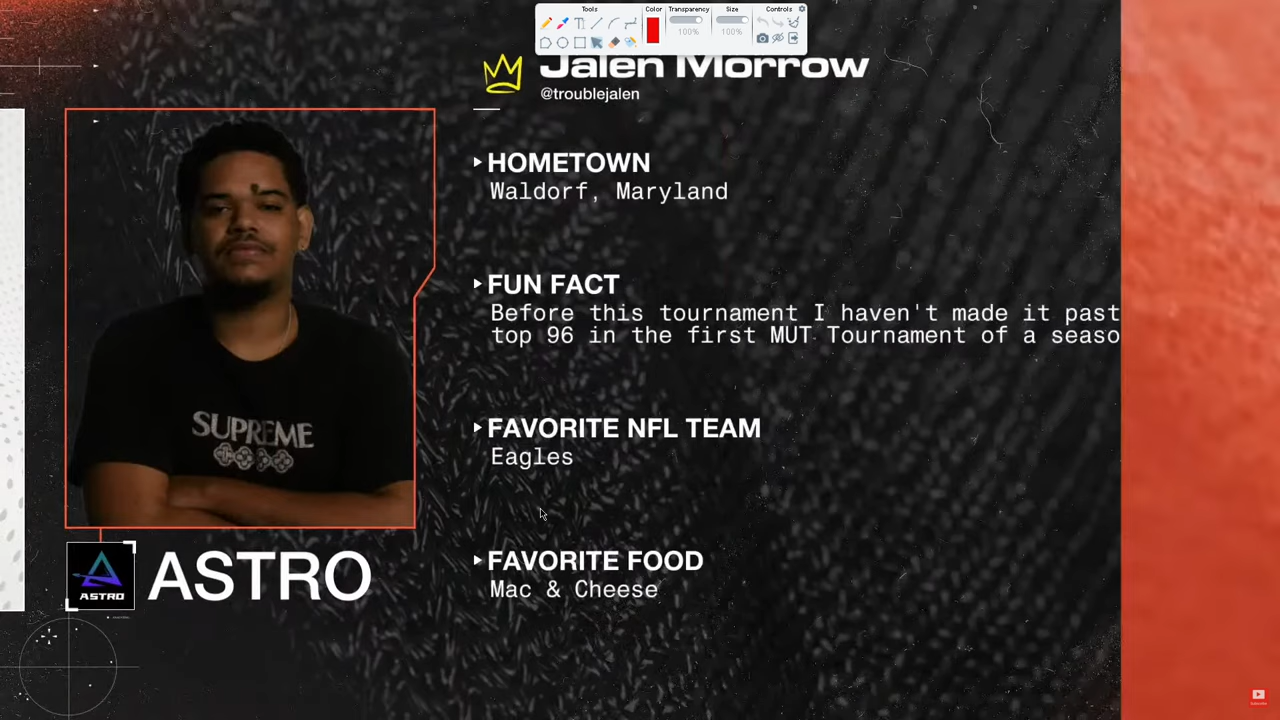 Tools
Color
Transparency
Size
Controls
100%
100%
Jalen Morrow
@troublejalen
HOMETOWN
Waldorf, Maryland
FUN FACT
Before this tournament I haven't made it past
top 96 in the first MUT Tournament of a seaso
FAVORITE NFL TEAM
Eagles
FAVORITE FOOD
Mac & Cheese
SUPREME
ASTRO
ASTRO